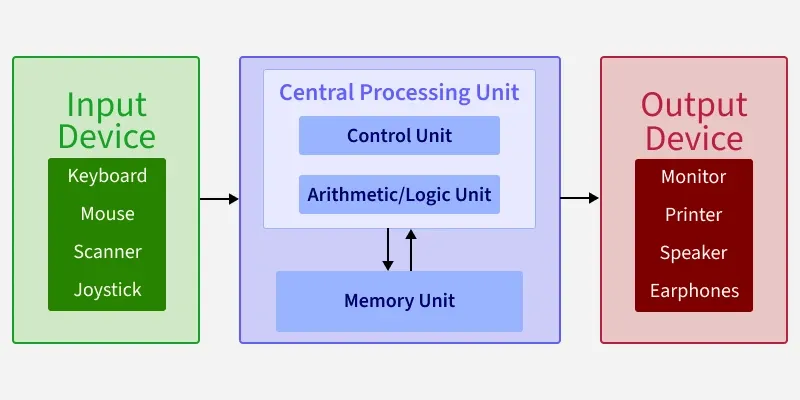 Input
Device
Keyboard
Mouse
Scanner
Joystick
Central Processing Unit
Control Unit
Arithmetic/Logic Unit
Memory Unit
Output
Device
Monitor
Printer
Speaker
Earphones